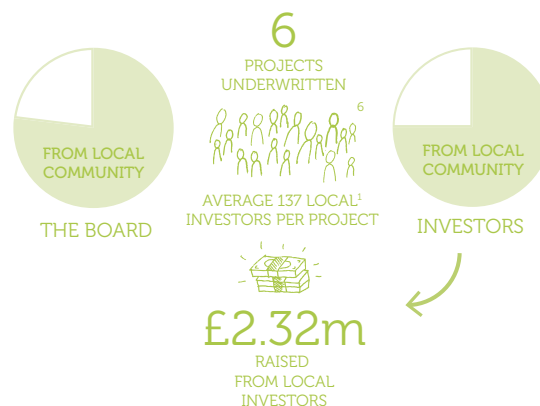 6
PROJECTS
UNDERWRITTEN
6
FROM LOCAL
COMMUNITY
THE BOARD
AVERAGE 137 LOCAL¹
INVESTORS PER PROJECT
FROM LOCAL
COMMUNITY
INVESTORS
£2.32m
RAISED
FROM LOCAL
INVESTORS